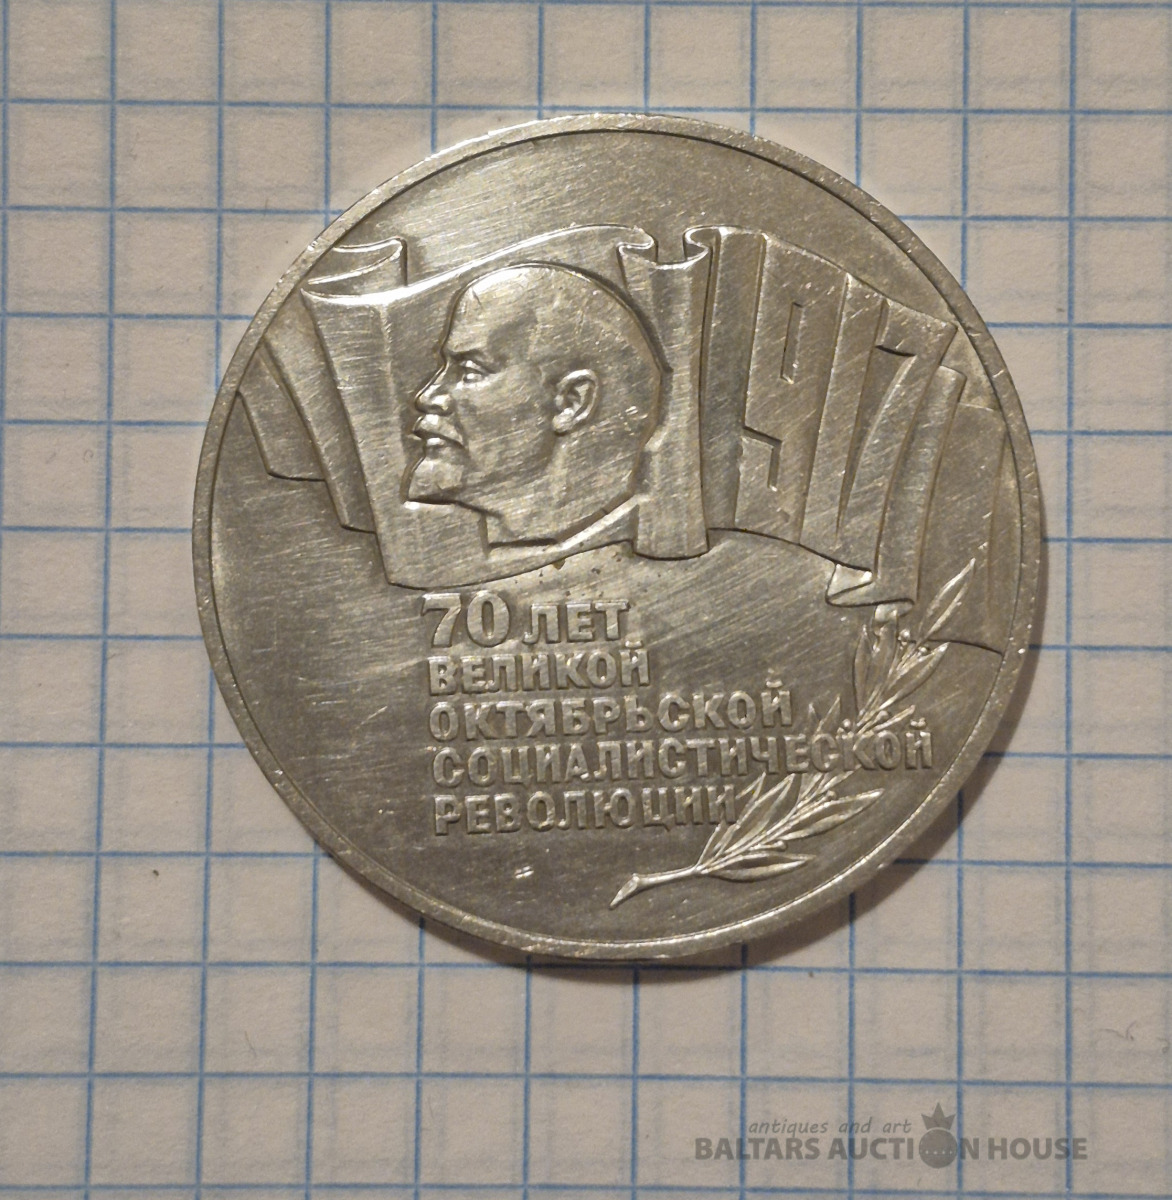 1917
70 ЛЕТ
ВЕЛИКОЙ
ОКТЯБРЬСКОЙ
СОЦИАЛИСТИЧЕСКОЙ
РЕВОЛЮЦИИ
antiques and art
BALTARS AUCTION HOUSE